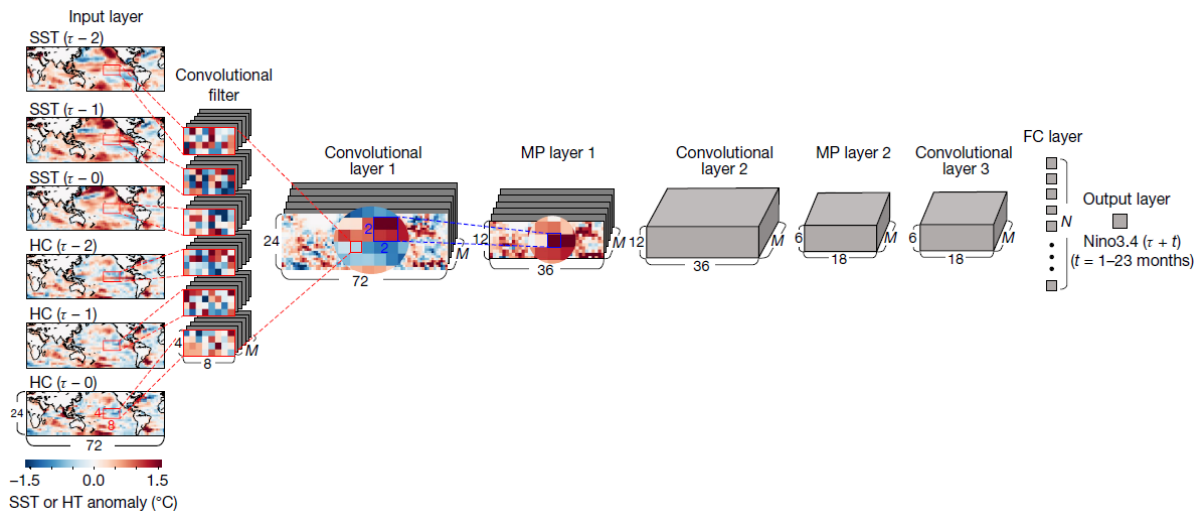 Input layer
SST (τ − 2)
SST (τ − 1)
SST (τ − 0)
HC (τ − 2)
HC (τ − 1)
HC (τ − 0)
24
4
8
72
−1.5 0.0 1.5
SST or HT anomaly (°C)
Convolutional
filter
4
8
M
Convolutional
layer 1
2
2
24
72
M
MP layer 1
12
36
M
Convolutional
layer 2
12
36
M
MP layer 2
6
18
M
Convolutional
layer 3
6
18
M
FC layer
N
Output layer
Nino3.4 (τ + t)
(t = 1–23 months)